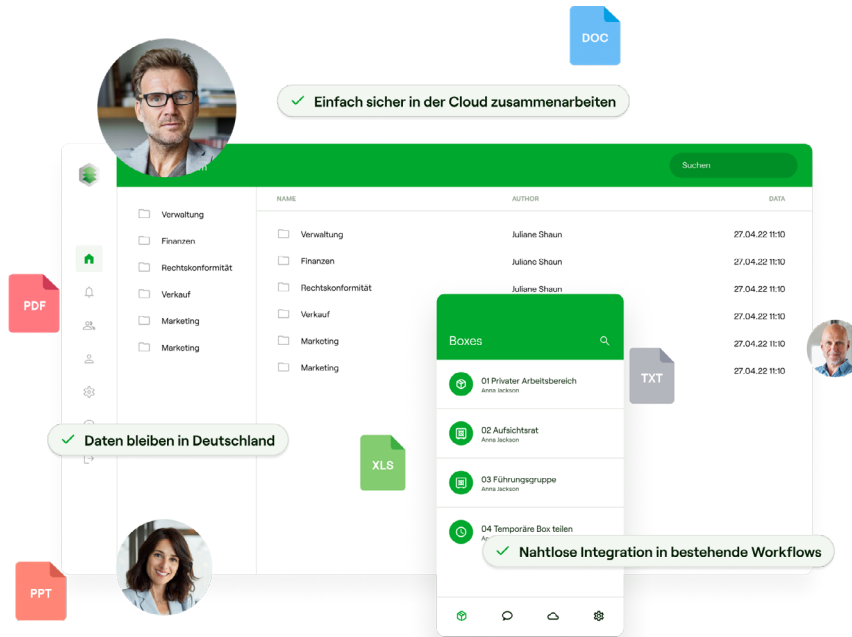 DOC
Einfach sicher in der Cloud zusammenarbeiten
Suchen
NAME AUTHOR DATA
Verwaltung
Finanzen
Rechtskonformität
Verkauf
Marketing
Marketing
Verwaltung Juliane Shaun 27.04.22 11:10
Finanzen Juliane Shaun 27.04.22 11:10
Rechtskonformität Juliane Shaun 27.04.22 11:10
Verkauf 27.04.22 11:10
Marketing 27.04.22 11:10
Marketing 27.04.22 11:10
PDF
Boxes
01 Privater Arbeitsbereich
Anna Jackson
02 Aufsichtsrat
Anna Jackson
03 Führungsgruppe
Anna Jackson
04 Temporäre Box teilen
TXT
Daten bleiben in Deutschland
XLS
Nahtlose Integration in bestehende Workflows
PPT